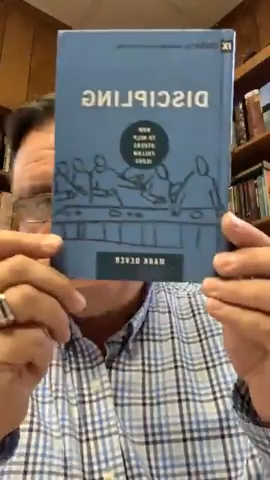 DISCIPLING
HOW
TO HELP
OTHERS
FOLLOW
JESUS
MARK DEVER